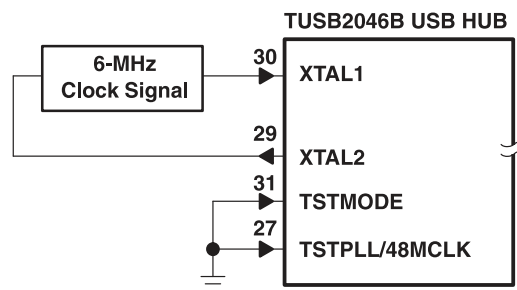 TUSB2046B USB HUB
6-MHz
Clock Signal
30
XTAL1
29
XTAL2
31
TSTMODE
27
TSTPLL/48MCLK